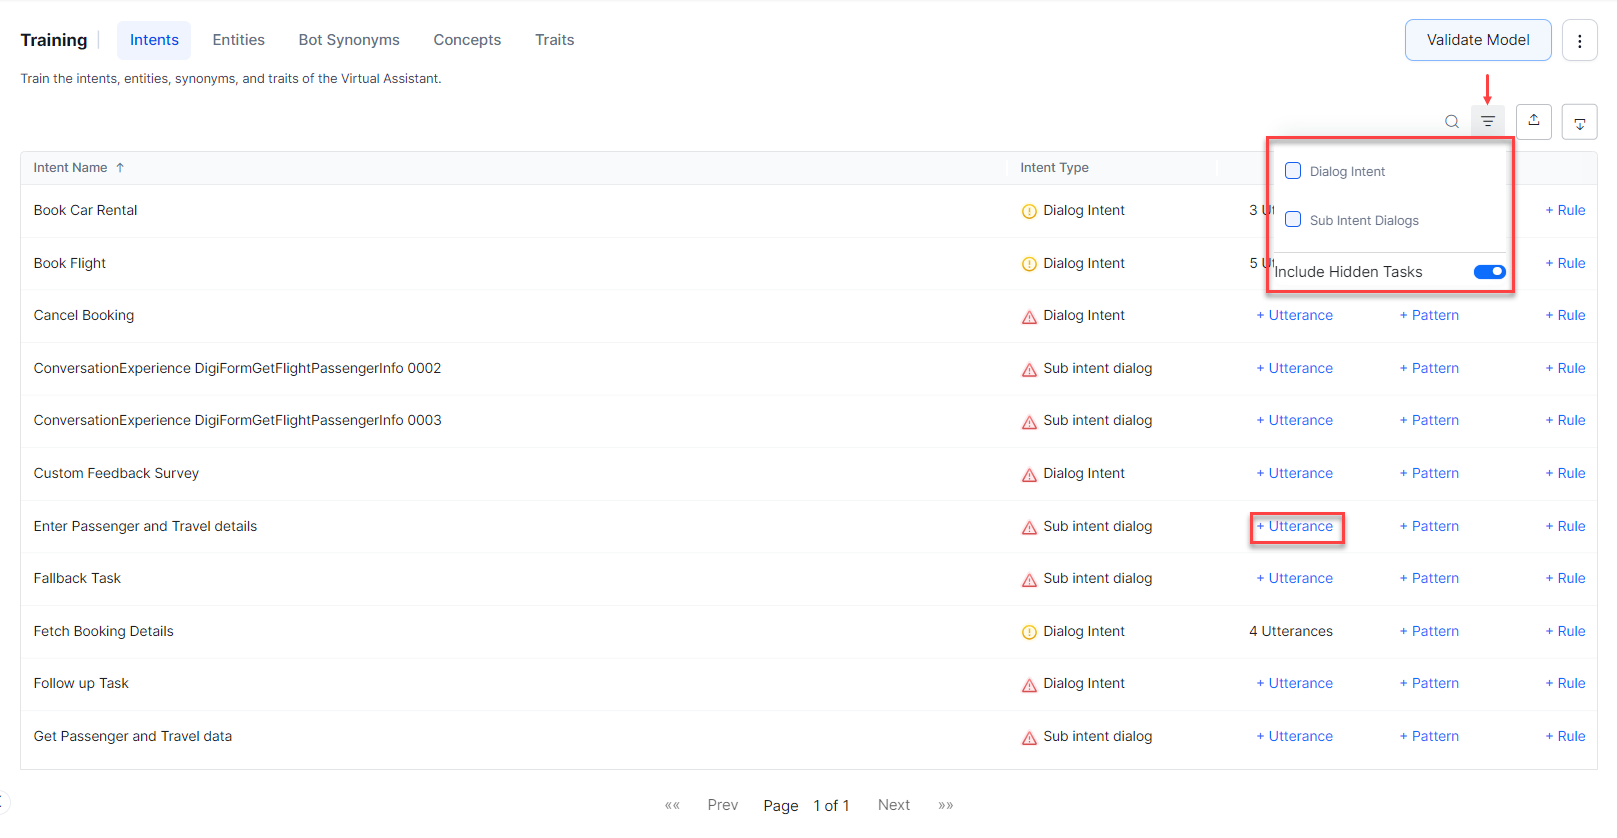 Training Intents Entities Bot Synonyms Concepts Traits Validate Model
Train the intents, entities, synonyms, and traits of the Virtual Assistant.
Intent Name ↑ Intent Type
Dialog Intent
Sub Intent Dialogs
Include Hidden Tasks
Book Car Rental Dialog Intent 3 Ut + Rule
Book Flight Dialog Intent 5 Ut + Rule
Cancel Booking Dialog Intent + Utterance + Pattern + Rule
ConversationExperience DigiFormGetFlightPassengerInfo 0002 Sub intent dialog + Utterance + Pattern + Rule
ConversationExperience DigiFormGetFlightPassengerInfo 0003 Sub intent dialog + Utterance + Pattern + Rule
Custom Feedback Survey Dialog Intent + Utterance + Pattern + Rule
Enter Passenger and Travel details Sub intent dialog + Utterance + Pattern + Rule
Fallback Task Sub intent dialog + Utterance + Pattern + Rule
Fetch Booking Details Dialog Intent 4 Utterances + Pattern + Rule
Follow up Task Dialog Intent + Utterance + Pattern + Rule
Get Passenger and Travel data Sub intent dialog + Utterance + Pattern + Rule
«« Prev Page 1 of 1 Next »»